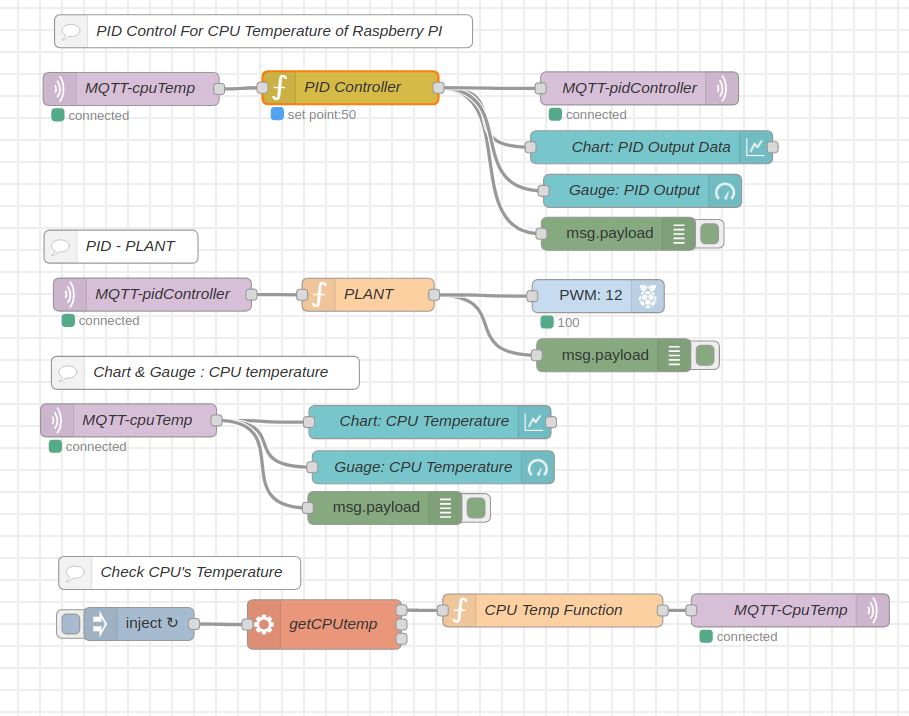 PID Control For CPU Temperature of Raspberry PI
MQTT-cpuTemp
PID Controller
MQTT-pidController
connected
set point:50
connected
Chart: PID Output Data
Gauge: PID Output
msg.payload
PID - PLANT
MQTT-pidController
PLANT
PWM: 12
connected
100
msg.payload
Chart & Gauge : CPU temperature
MQTT-cpuTemp
Chart: CPU Temperature
connected
Guage: CPU Temperature
msg.payload
Check CPU's Temperature
inject ↻
getCPUtemp
CPU Temp Function
MQTT-CpuTemp
connected